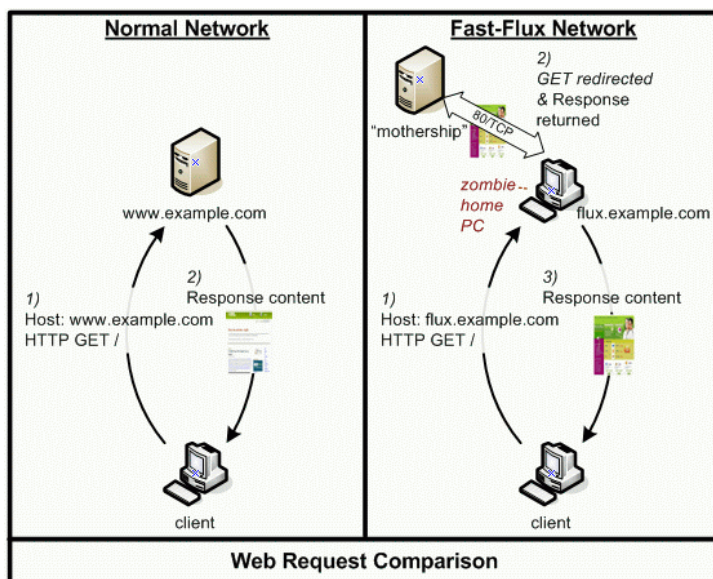 Normal Network
www.example.com
1)
Host: www.example.com
HTTP GET /
2)
Response content
client
Fast-Flux Network
2)
GET redirected
& Response
returned
80/TCP
"mothership"
zombie
home
PC
flux.example.com
1)
Host: flux.example.com
HTTP GET /
3)
Response content
client
Web Request Comparison